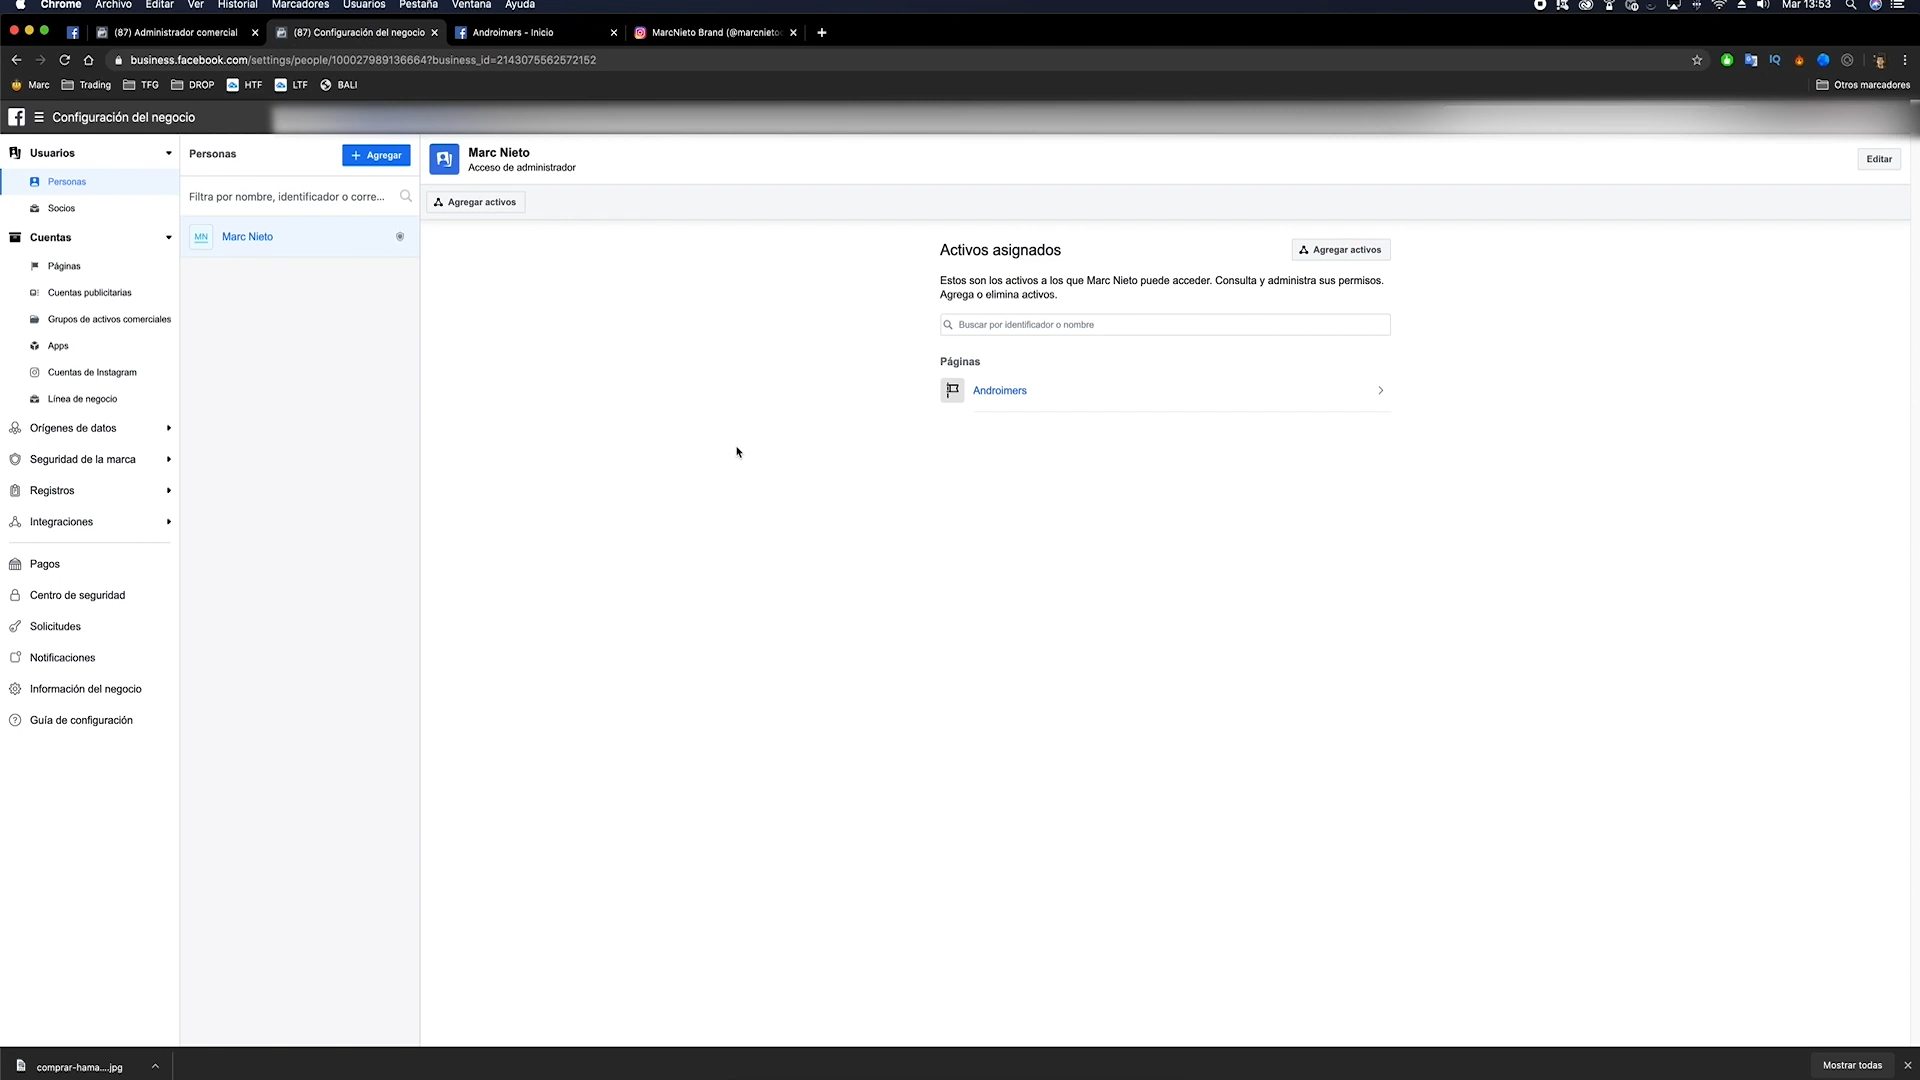 Chrome Archivo Editar Ver Historial Marcadores Usuarios Pestaña Ventana Ayuda
Mar 13:53
(87) Administrador comercial
(87) Configuración del negocio
Androimers - Inicio
MarcNieto Brand (@marcnieto
business.facebook.com/settings/people/100027989136664?business_id=2143075562572152
IQ
Marc
Trading
TFG
DROP
HTF
LTF
BALI
Otros marcadores
Configuración del negocio
Usuarios
Personas
Socios
Cuentas
Páginas
Cuentas publicitarias
Grupos de activos comerciales
Apps
Cuentas de Instagram
Línea de negocio
Orígenes de datos
Seguridad de la marca
Registros
Integraciones
Pagos
Centro de seguridad
Solicitudes
Notificaciones
Información del negocio
Guía de configuración
Personas
+ Agregar
Filtra por nombre, identificador o corre...
MN Marc Nieto
Marc Nieto
Acceso de administrador
Editar
Agregar activos
Activos asignados
Agregar activos
Estos son los activos a los que Marc Nieto puede acceder. Consulta y administra sus permisos.
Agrega o elimina activos.
Buscar por identificador o nombre
Páginas
Androimers
comprar-hama....jpg
Mostrar todas